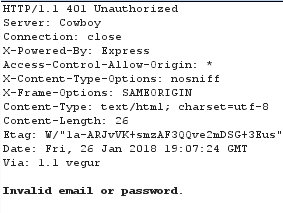 HTTP/1.1 401 Unauthorized
Server: Cowboy
Connection: close
X-Powered-By: Express
Access-Control-Allow-Origin: *
X-Content-Type-Options: nosniff
X-Frame-Options: SAMEORIGIN
Content-Type: text/html; charset=utf-8
Content-Length: 26
Etag: W/"1a-ARJvVK+smzAF3QQve2mDSG+3Eus"
Date: Fri, 26 Jan 2018 19:07:24 GMT
Via: 1.1 vegur
Invalid email or password.